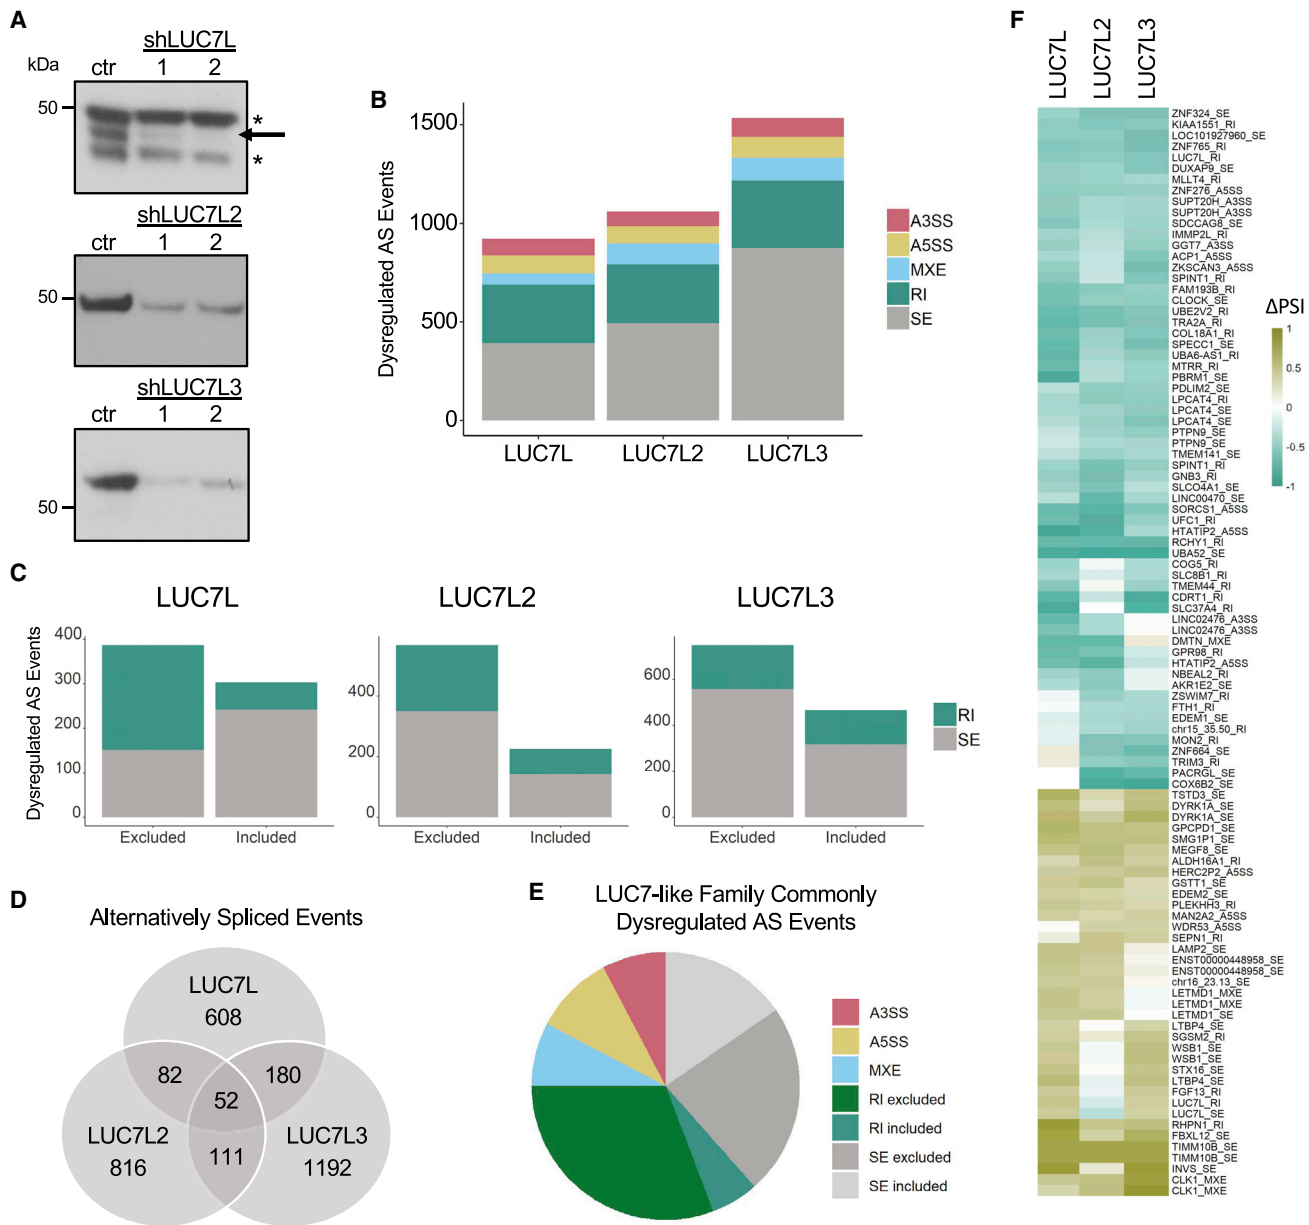 A
shLUC7L
kDa
ctr
1
2
50
*
*
shLUC7L2
ctr
1
2
50
shLUC7L3
ctr
1
2
50
B
Dysregulated AS Events
1500
1000
500
0
LUC7L
LUC7L2
LUC7L3
A3SS
A5SS
MXE
RI
SE
C
LUC7L
LUC7L2
LUC7L3
Dysregulated AS Events
400
300
200
100
0
Excluded
Included
400
200
0
Excluded
Included
600
400
200
0
Excluded
Included
RI
SE
D
Alternatively Spliced Events
LUC7L
608
82
180
52
LUC7L2
816
111
LUC7L3
1192
E
LUC7-like Family Commonly
Dysregulated AS Events
A3SS
A5SS
MXE
RI excluded
RI included
SE excluded
SE included
F
LUC7L
LUC7L2
LUC7L3
ZNF324_SE
KIAA1551_RI
LOC101927960_SE
ZNF765_RI
LUC7L_RI
DUXAP9_SE
MLLT4_RI
ZNF276_A5SS
SUPT20H_A3SS
SUPT20H_A3SS
SDCCAG8_SE
IMMP2L_RI
GGT7_A3SS
ACP1_A5SS
ZKSCAN3_A5SS
SPINT1_RI
FAM193B_RI
CLOCK_SE
UBE2V2_RI
TRA2A_RI
COL18A1_RI
SPECC1_SE
UBA6-AS1_RI
MTRR_RI
PBRM1_SE
PDLIM2_SE
LPCAT4_RI
LPCAT4_SE
LPCAT4_SE
PTPN9_SE
PTPN9_SE
TMEM141_SE
SPINT1_RI
GNB3_RI
SLCO4A1_SE
LINC00470_SE
SORCS1_A5SS
UFC1_RI
HTATIP2_A5SS
RCHY1_RI
UBA52_SE
COG5_RI
SLC8B1_RI
TMEM44_RI
CDRT1_RI
SLC37A4_RI
LINC02476_A3SS
LINC02476_A3SS
DMTN_MXE
GPR98_RI
HTATIP2_A5SS
NBEAL2_RI
AKR1E2_SE
ZSWIM7_RI
FTH1_RI
EDEM1_SE
chr15_35.50_RI
MON2_RI
ZNF664_SE
TRIM3_RI
PACRGL_SE
COX6B2_SE
TSTD3_SE
DYRK1A_SE
DYRK1A_SE
GPCPD1_SE
SMG1P1_SE
MEGF8_SE
ALDH16A1_RI
HERC2P2_A5SS
GSTT1_SE
EDEM2_SE
PLEKHH3_RI
MAN2A2_A5SS
WDR53_A5SS
SEPN1_RI
LAMP2_SE
ENST00000448958_SE
ENST00000448958_SE
chr16_23.13_SE
LETMD1_MXE
LETMD1_MXE
LETMD1_SE
LTBP4_SE
SGSM2_RI
WSB1_SE
WSB1_SE
STX16_SE
LTBP4_SE
FGF13_RI
LUC7L_RI
LUC7L_SE
RHPN1_RI
FBXL12_SE
TIMM10B_SE
TIMM10B_SE
INVS_SE
CLK1_MXE
CLK1_MXE
ΔPSI
1
0.5
0
-0.5
-1